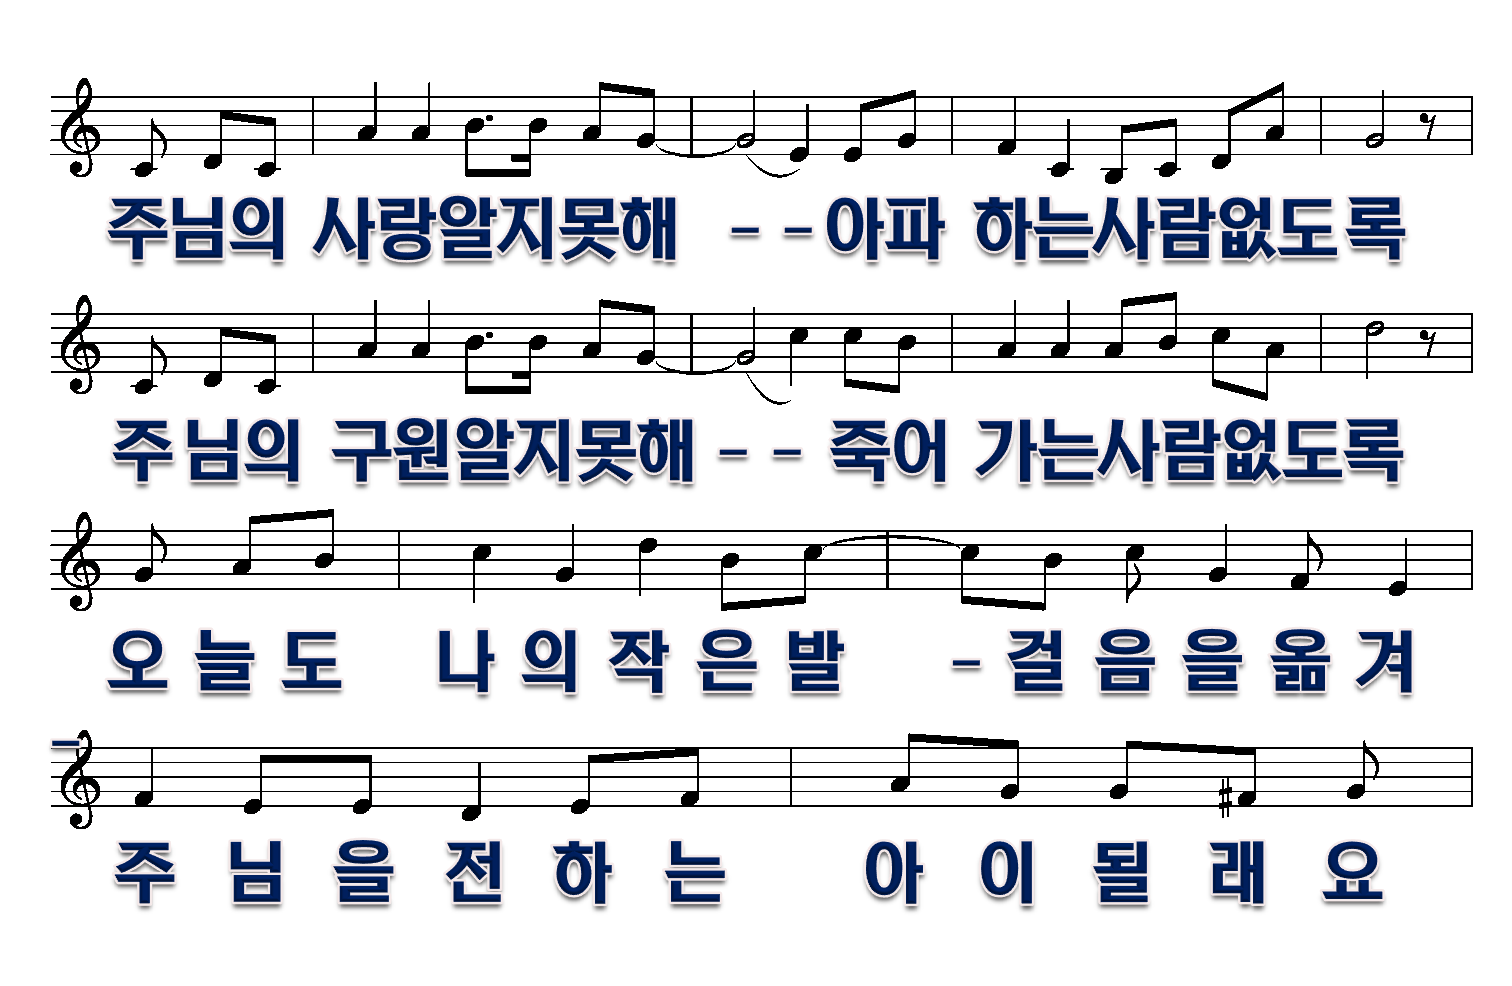 주님의 사랑알지못해 - - 아파 하는사람없도록
주님의 구원알지못해 - - 죽어 가는사람없도록
오 늘 도 나 의 작 은 발 - 걸 음 을 옮 겨
-
주 님 을 전 하 는 아 이 될 래 요